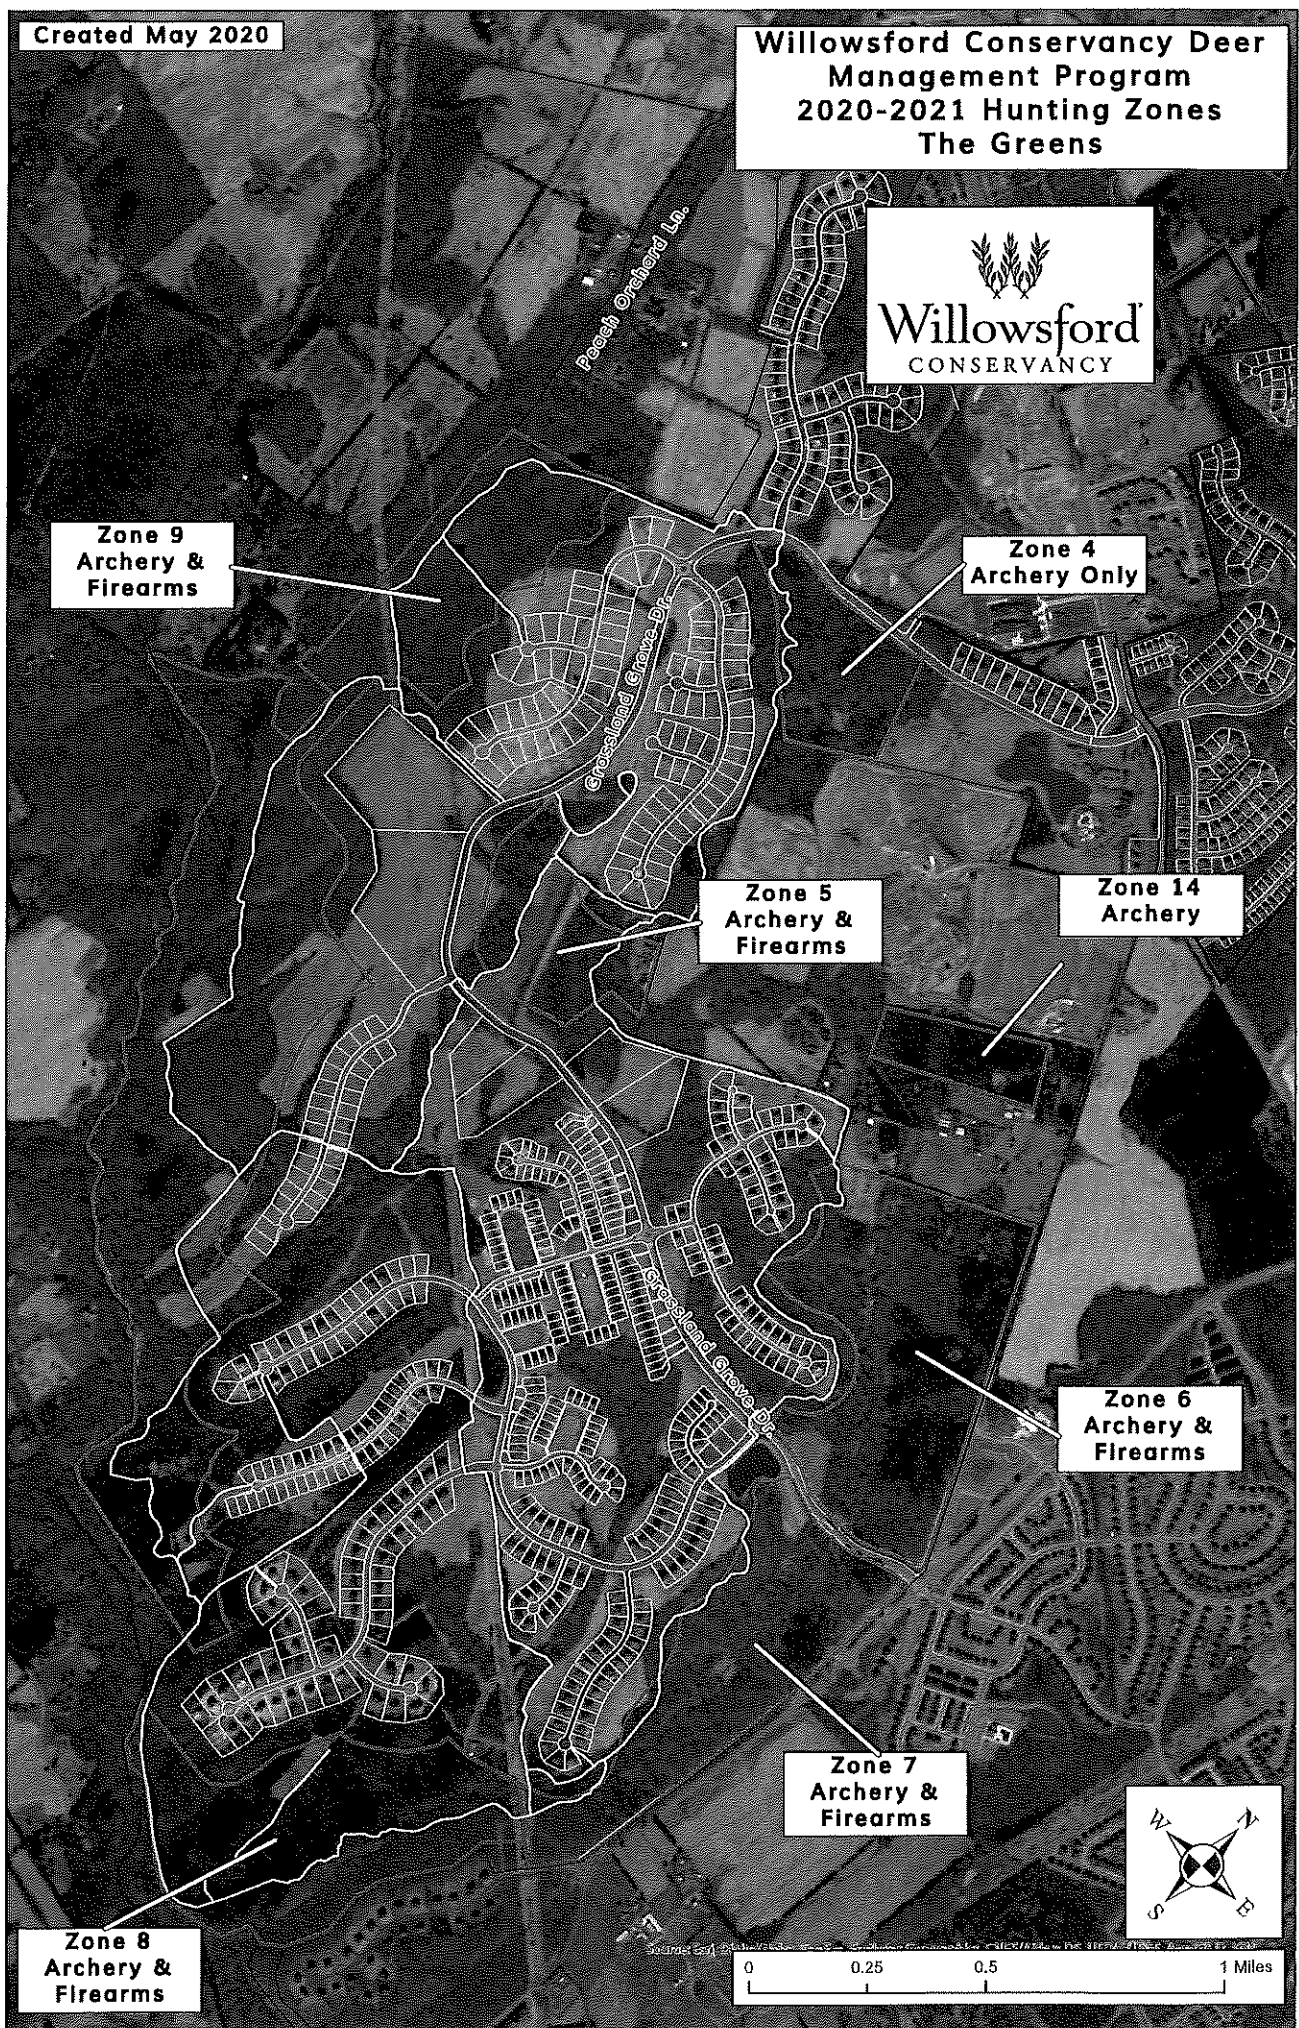 Created May 2020
Willowsford Conservancy Deer
Management Program
2020-2021 Hunting Zones
The Greens
Willowsford
CONSERVANCY
Peach Orchard Ln.
Zone 9
Archery &
Firearms
Zone 4
Archery Only
Grassland Grove Dr.
Zone 5
Archery &
Firearms
Zone 14
Archery
Grassland Grove Dr.
Zone 6
Archery &
Firearms
Zone 7
Archery &
Firearms
Zone 8
Archery &
Firearms
W
N
S
E
0 0.25 0.5 1 Miles